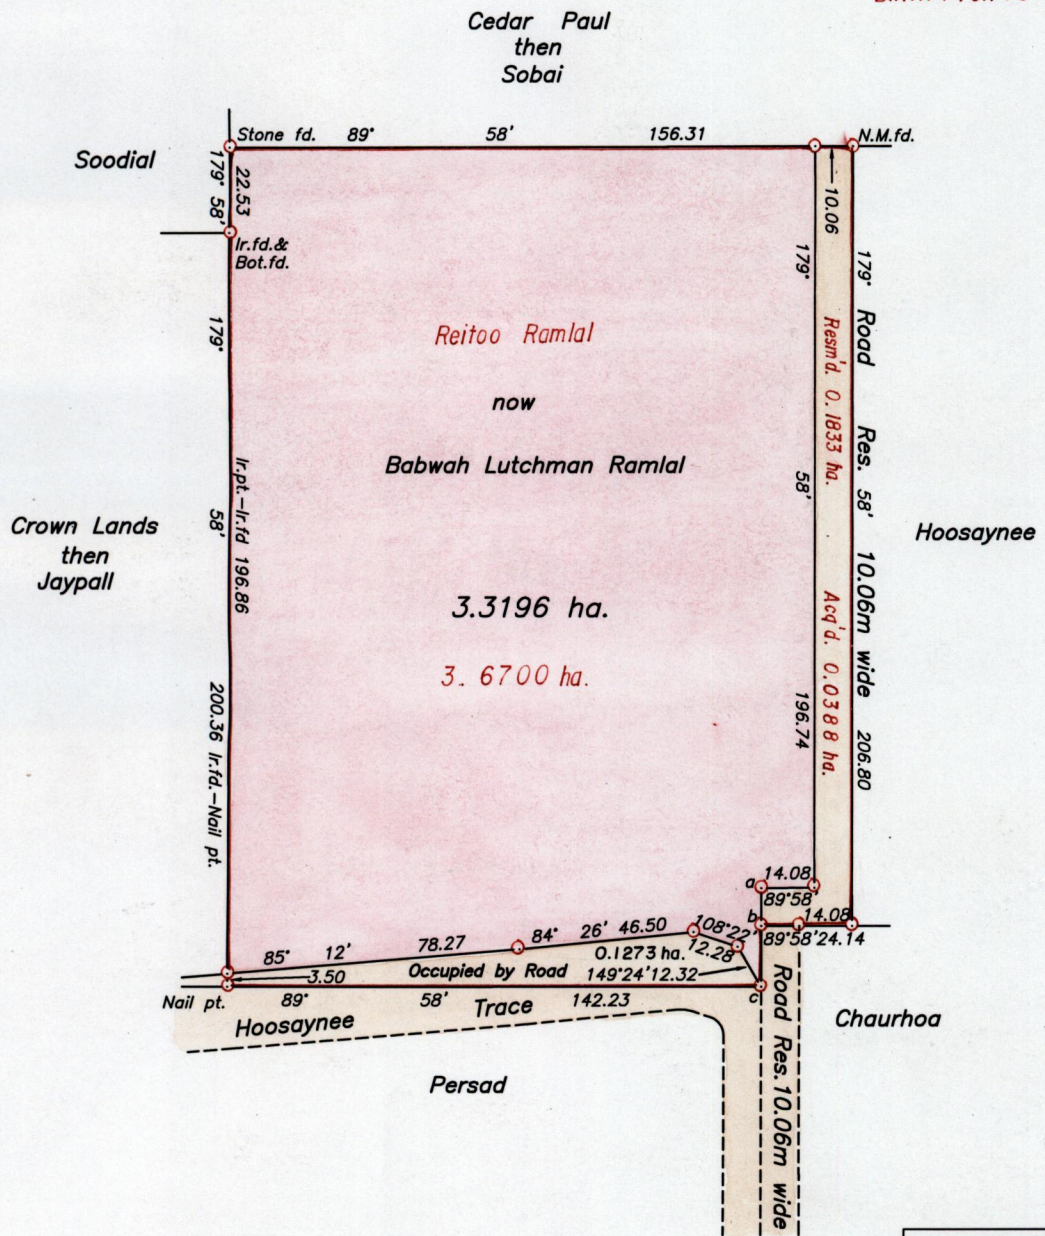 Cedar Paul
then
Sobai
Stone fd. 89° 58' 156.31
N.M.fd.
Soodial
179° 58'
22.53
Ir.fd.&
Bot.fd.
10.06
179°
58'
196.74
179° 58' 206.80
Road Res. 10.06m wide
Resm'd. 0.1833 ha.
Acq'd. 0.0388 ha.
Reitoo Ramlal
now
Babwah Lutchman Ramlal
179°
58'
Ir.pt.-Ir.fd 196.86
200.36 Ir.fd.-Nail pt.
Crown Lands
then
Jaypall
Hoosaynee
3.3196 ha.
3.6700 ha.
a
14.08
89°58'
b
14.08
89°58'24.14
85° 12' 78.27
84° 26' 46.50
108°22'
12.28
0.1273 ha.
3.50
Occupied by Road
149°24'12.32
Nail pt.
89° 58' 142.23
c
Hoosaynee Trace
Chaurhoa
Persad
Road Res. 10.06m wide